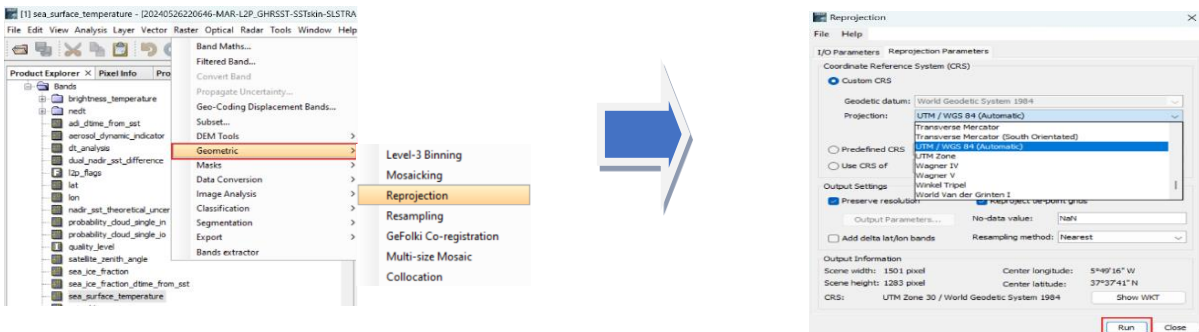 [1] sea_surface_temperature - [20240526220646-MAR-L2P_GHRSST-SSTskin-SLSTRA
File Edit View Analysis Layer Vector Raster Optical Radar Tools Window Help
Product Explorer × Pixel Info Pro
Bands
brightness_temperature
nedt
adi_dtime_from_sst
aerosol_dynamic_indicator
dt_analysis
dual_nadir_sst_difference
l2p_flags
lat
lon
nadir_sst_theoretical_uncer
probability_cloud_single_in
probability_cloud_single_io
quality_level
satellite_zenith_angle
sea_ice_fraction
sea_ice_fraction_dtime_from_sst
sea_surface_temperature
Band Maths...
Filtered Band...
Convert Band
Propagate Uncertainty...
Geo-Coding Displacement Bands...
Subset...
DEM Tools
Geometric
Masks
Data Conversion
Image Analysis
Classification
Segmentation
Export
Bands extractor
Level-3 Binning
Mosaicking
Reprojection
Resampling
GeFolki Co-registration
Multi-size Mosaic
Collocation
Reprojection
File Help
I/O Parameters Reprojection Parameters
Coordinate Reference System (CRS)
Custom CRS
Geodetic datum: World Geodetic System 1984
Projection: UTM / WGS 84 (Automatic)
Transverse Mercator
Transverse Mercator (South Orientated)
Predefined CRS UTM / WGS 84 (Automatic)
UTM Zone
Use CRS of Wagner IV
Wagner V
Output Settings Winkel Tripel
World Van der Grinten I
Preserve resolution Reproject tie-point grids
Output Parameters... No-data value: NaN
Add delta lat/lon bands Resampling method: Nearest
Output Information
Scene width: 1501 pixel Center longitude: 5°49'16" W
Scene height: 1283 pixel Center latitude: 37°37'41" N
CRS: UTM Zone 30 / World Geodetic System 1984 Show WKT
Run Close